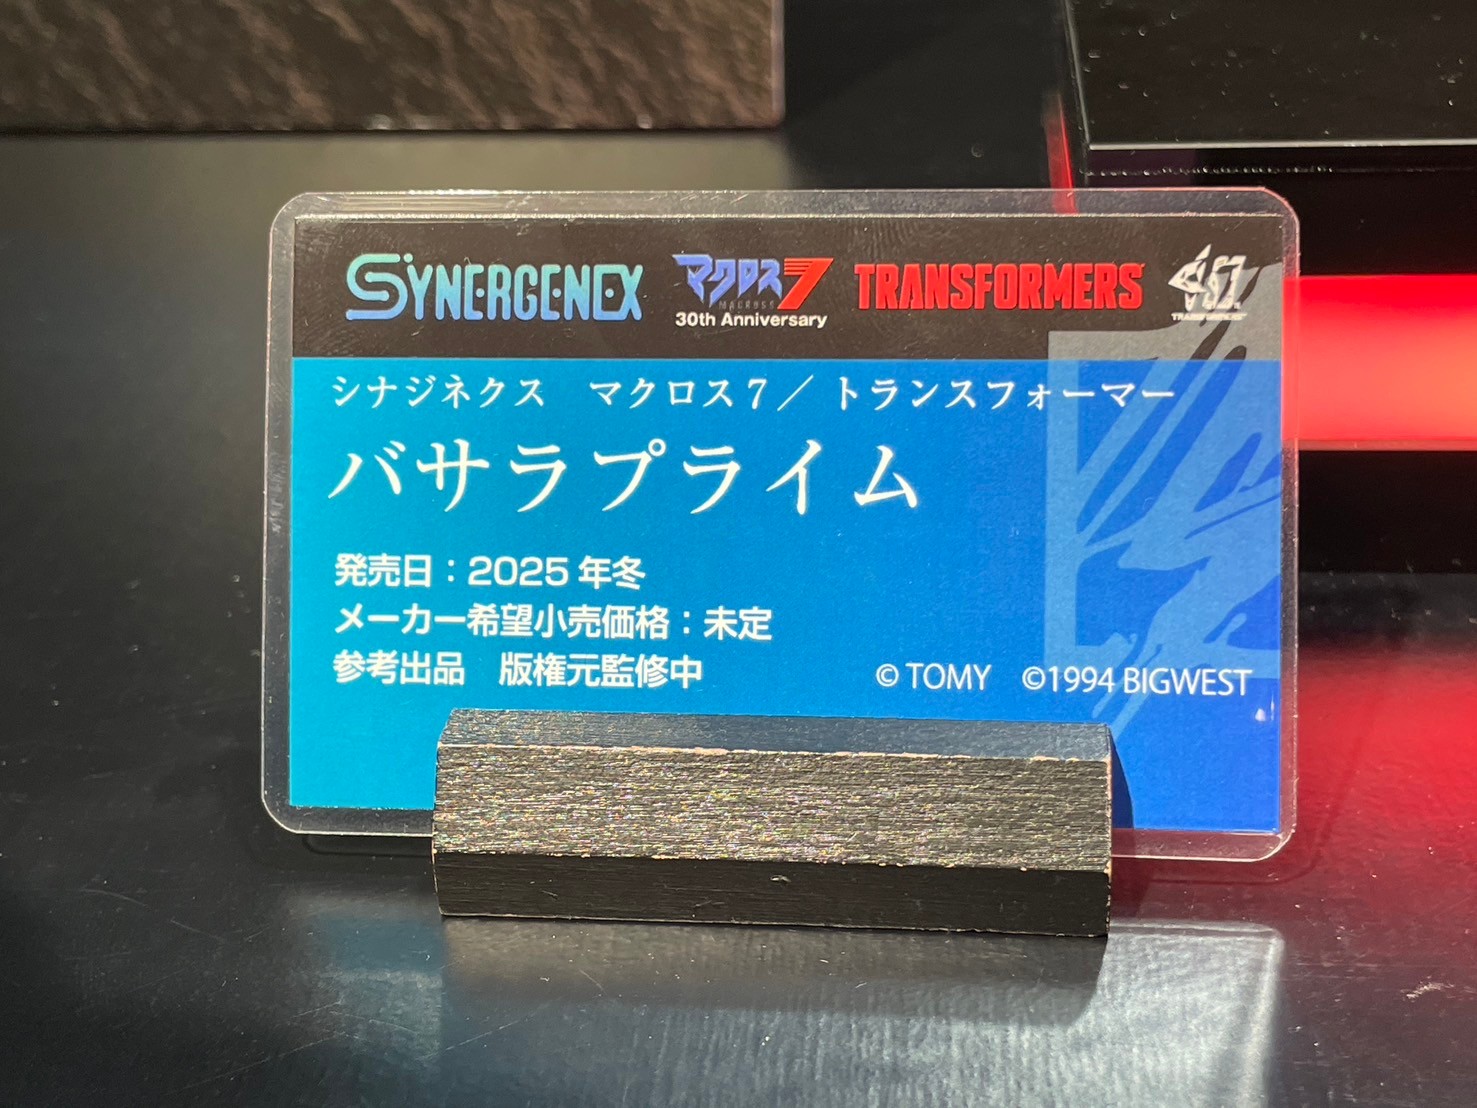 SYNERGENEX マクロス7 TRANSFORMERS
MACROSS
30th Anniversary
TRANSFORMERS
シナジネクス　マクロス７／トランスフォーマー
バサラプライム
発売日：2025年冬
メーカー希望小売価格：未定
参考出品　版権元監修中
© TOMY　©1994 BIGWEST